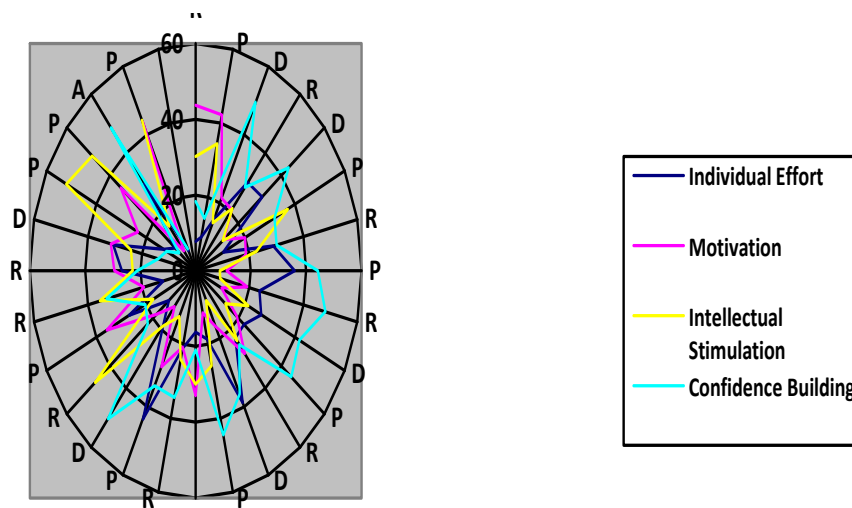 R
60
P
P
D
P
A
R
P
D
40
P
P
20
D
R
R
0
P
R
R
P
D
R
P
D
R
P
D
R
P
Individual Effort
Motivation
Intellectual
Stimulation
Confidence Building